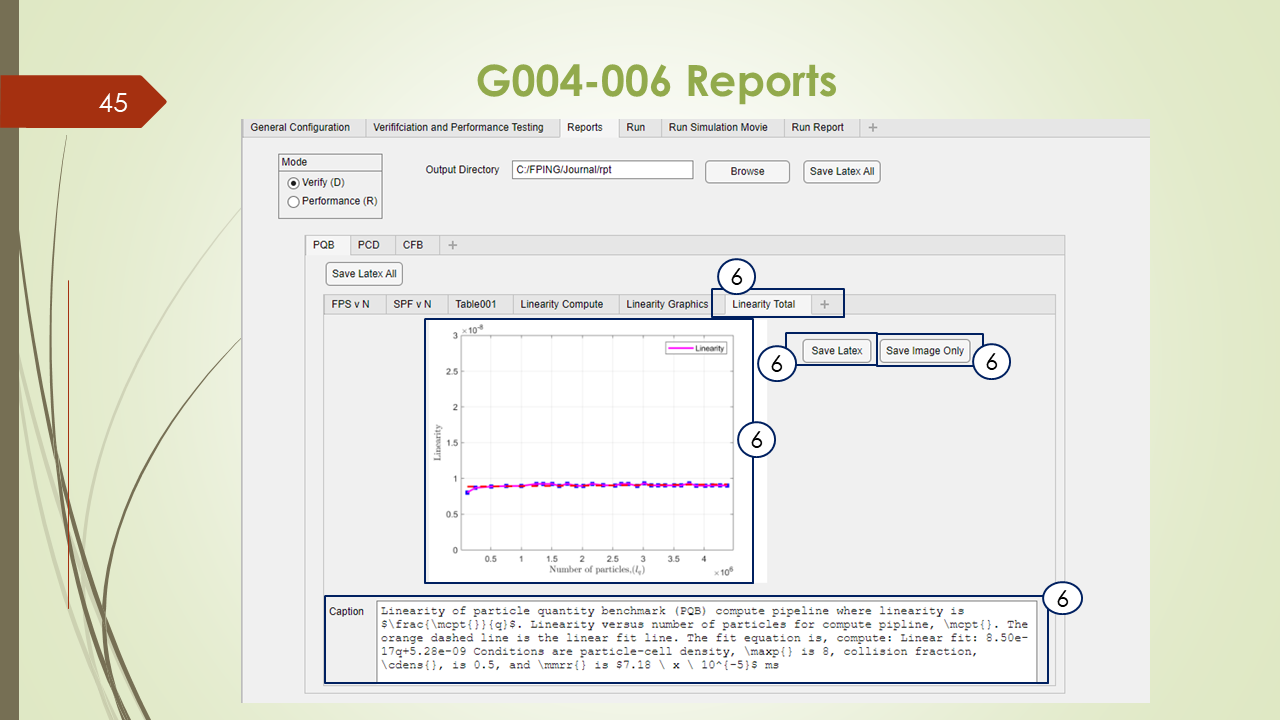 G004-006 Reports
45
General Configuration Verififciation and Performance Testing Reports Run Run Simulation Movie Run Report +
Mode
Verify (D)
Performance (R)
Output Directory C:/FPING/Journal/rpt Browse Save Latex All
PQB PCD CFB +
Save Latex All
6
FPS v N SPF v N Table001 Linearity Compute Linearity Graphics Linearity Total +
×10^-8
3
2.5
2
1.5
1
0.5
0
Linearity
Linearity
0.5 1 1.5 2 2.5 3 3.5 4
Number of particles,(l_q) ×10^6
6 Save Latex Save Image Only 6
6
6
Caption
Linearity of particle quantity benchmark (PQB) compute pipeline where linearity is
$\frac{\mcpt{}}{q}$. Linearity versus number of particles for compute pipline, \mcpt{}. The
orange dashed line is the linear fit line. The fit equation is, compute: Linear fit: 8.50e-
17q+5.28e-09 Conditions are particle-cell density, \maxp{} is 8, collision fraction,
\cdens{}, is 0.5, and \mmrr{} is $7.18 \ x \ 10^{-5}$ ms